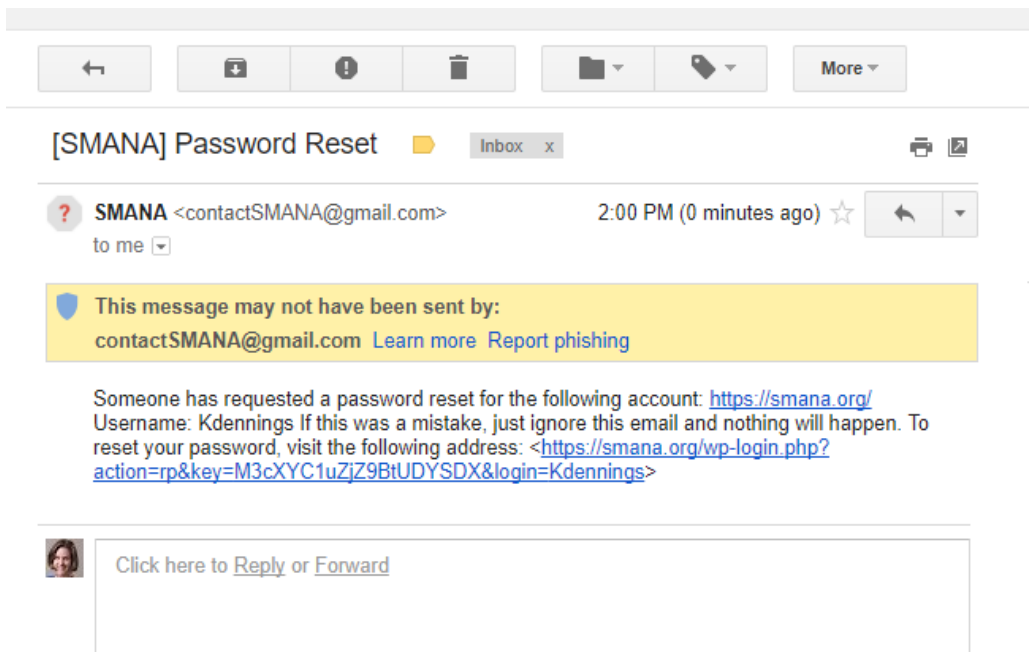 More
[SMANA] Password Reset Inbox x
SMANA <contactSMANA@gmail.com> 2:00 PM (0 minutes ago)
to me
This message may not have been sent by:
contactSMANA@gmail.com Learn more Report phishing
Someone has requested a password reset for the following account: https://smana.org/
Username: Kdennings If this was a mistake, just ignore this email and nothing will happen. To
reset your password, visit the following address: <https://smana.org/wp-login.php?
action=rp&key=M3cXYC1uZjZ9BtUDYSDX&login=Kdennings>
Click here to Reply or Forward